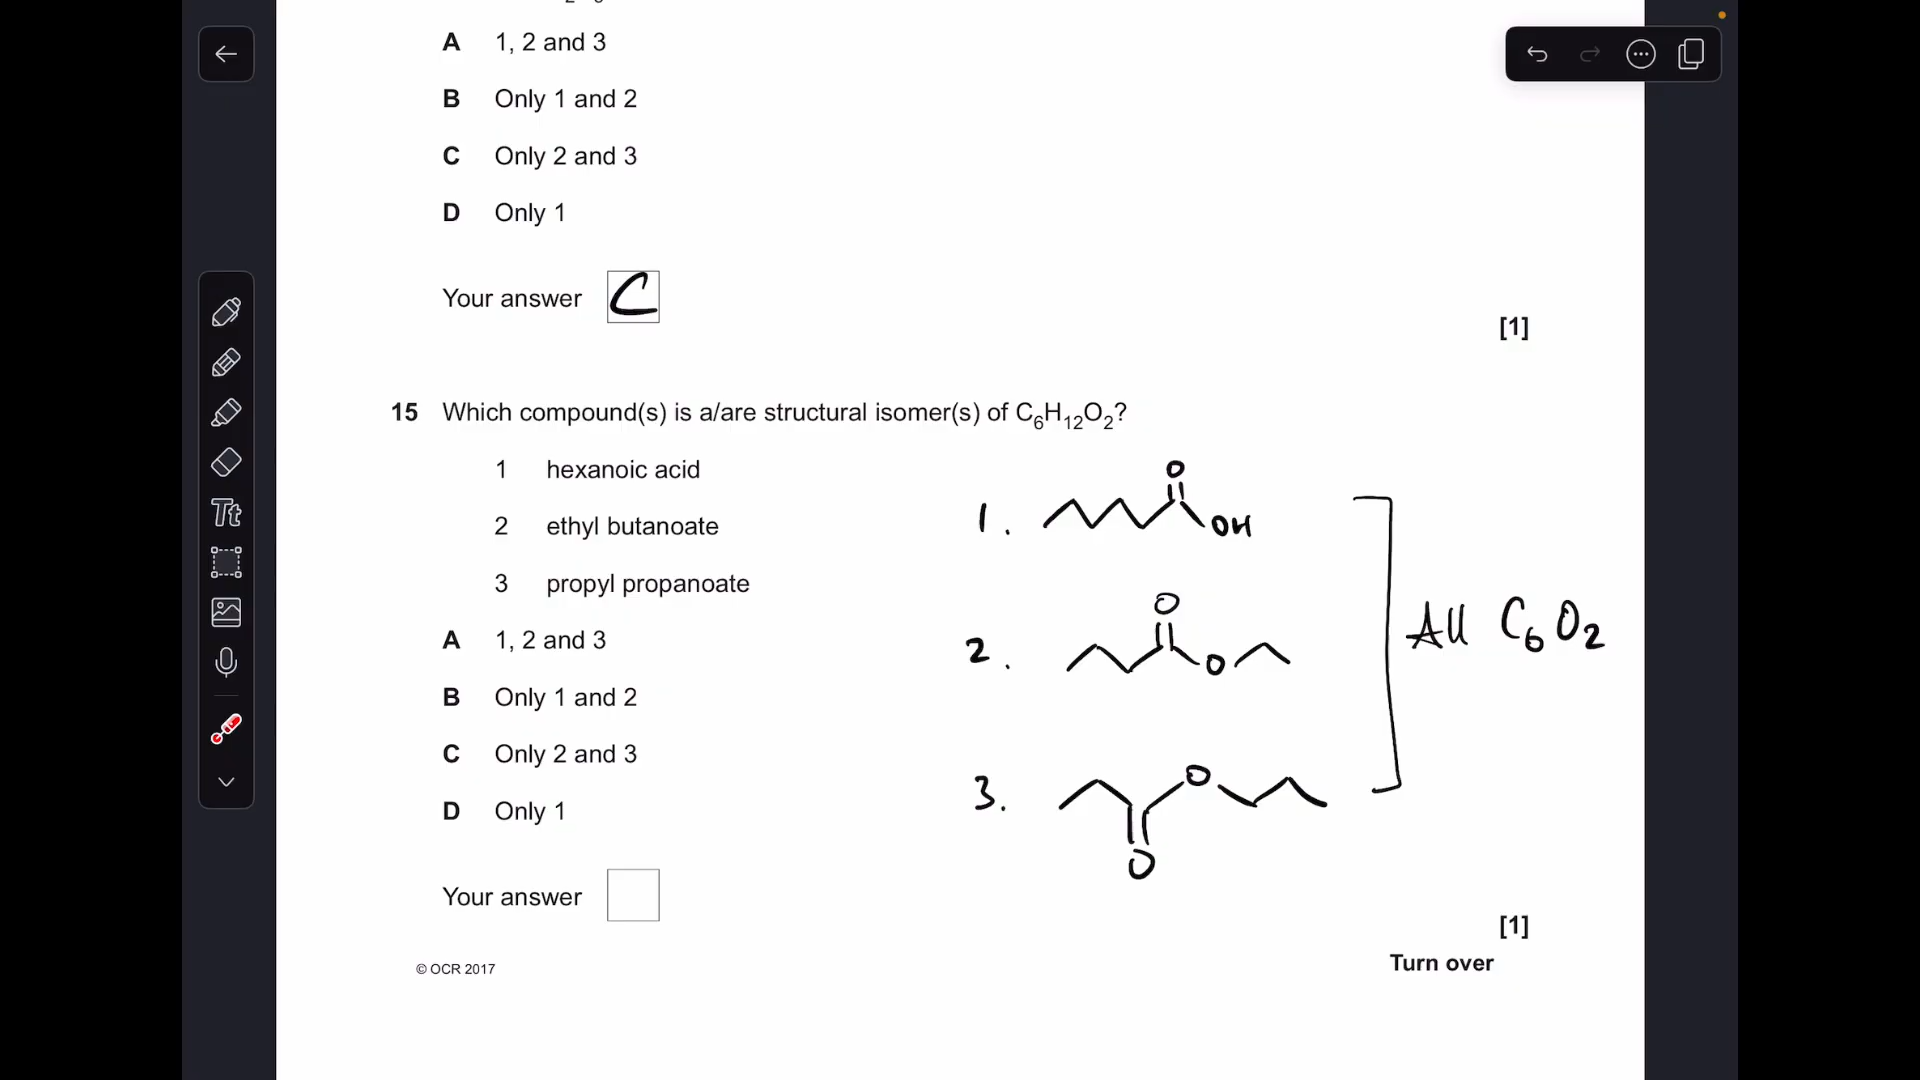 A 1, 2 and 3
B Only 1 and 2
C Only 2 and 3
D Only 1
Your answer C
[1]
15 Which compound(s) is a/are structural isomer(s) of C6H12O2?
1 hexanoic acid
2 ethyl butanoate
3 propyl propanoate
A 1, 2 and 3
B Only 1 and 2
C Only 2 and 3
D Only 1
Your answer
[1]
© OCR 2017
Turn over
1. O OH
2. O O
3. O O
All C6O2
Tt